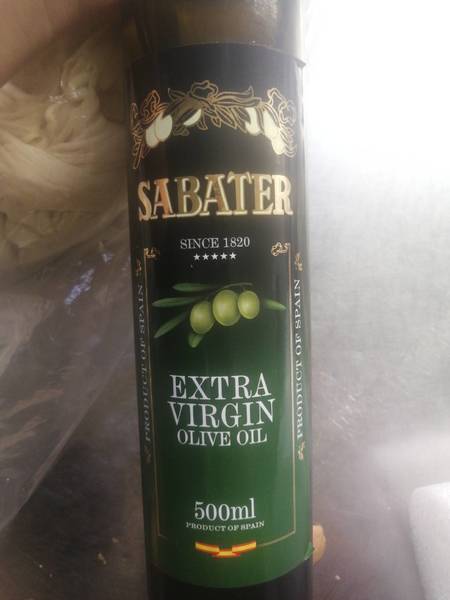 SABATER
SINCE 1820
EXTRA
VIRGIN
OLIVE OIL
500ml
PRODUCT OF SPAIN
PRODUCT OF SPAIN
PRODUCT OF SPAIN